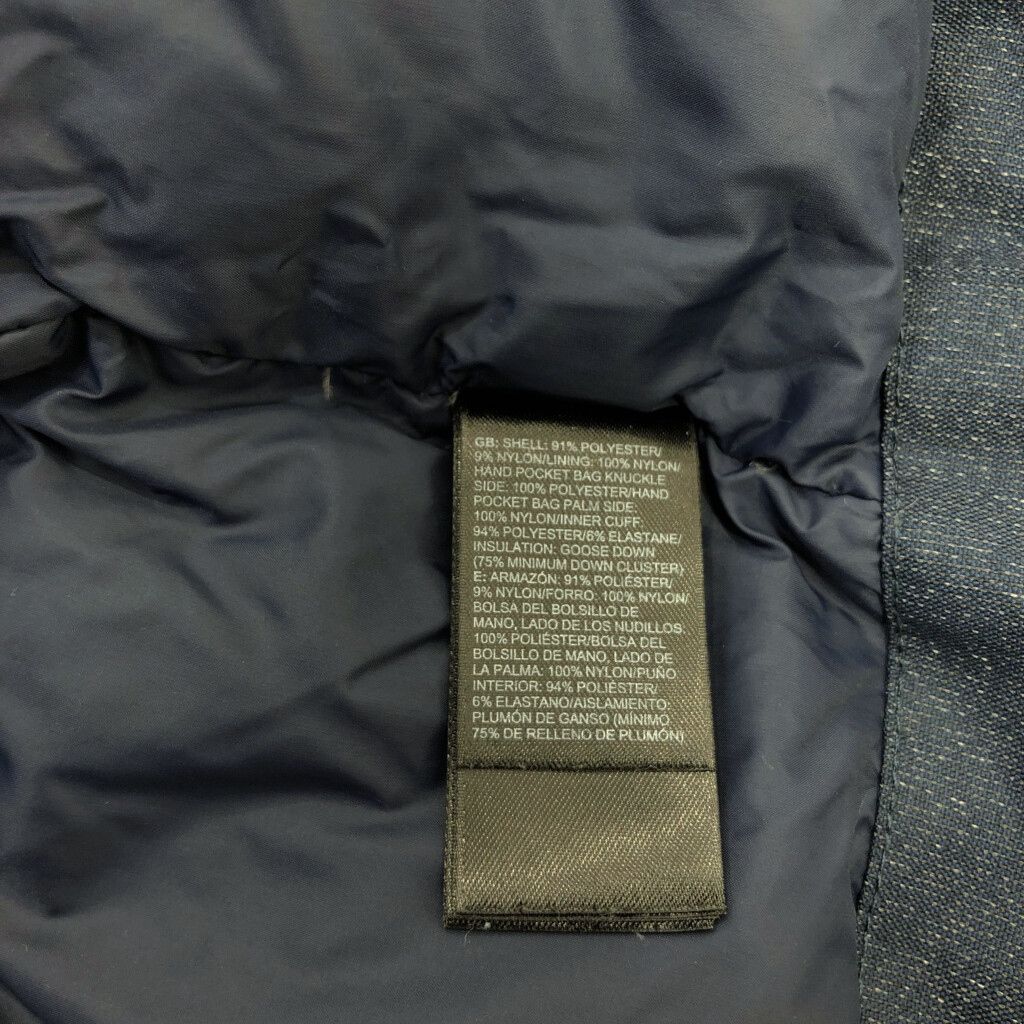 GB: SHELL: 91% POLYESTER/
9% NYLON/LINING: 100% NYLON/
HAND POCKET BAG KNUCKLE
SIDE: 100% POLYESTER/HAND
POCKET BAG PALM SIDE:
100% NYLON/INNER CUFF:
94% POLYESTER/6% ELASTANE/
INSULATION: GOOSE DOWN
(75% MINIMUM DOWN CLUSTER)
E: ARMAZÓN: 91% POLIÉSTER/
9% NYLON/FORRO: 100% NYLON/
BOLSA DEL BOLSILLO DE
MANO, LADO DE LOS NUDILLOS:
100% POLIÉSTER/BOLSA DEL
BOLSILLO DE MANO, LADO DE
LA PALMA: 100% NYLON/PUÑO
INTERIOR: 94% POLIÉSTER/
6% ELASTANO/AISLAMIENTO:
PLUMÓN DE GANSO (MÍNIMO
75% DE RELLENO DE PLUMÓN)